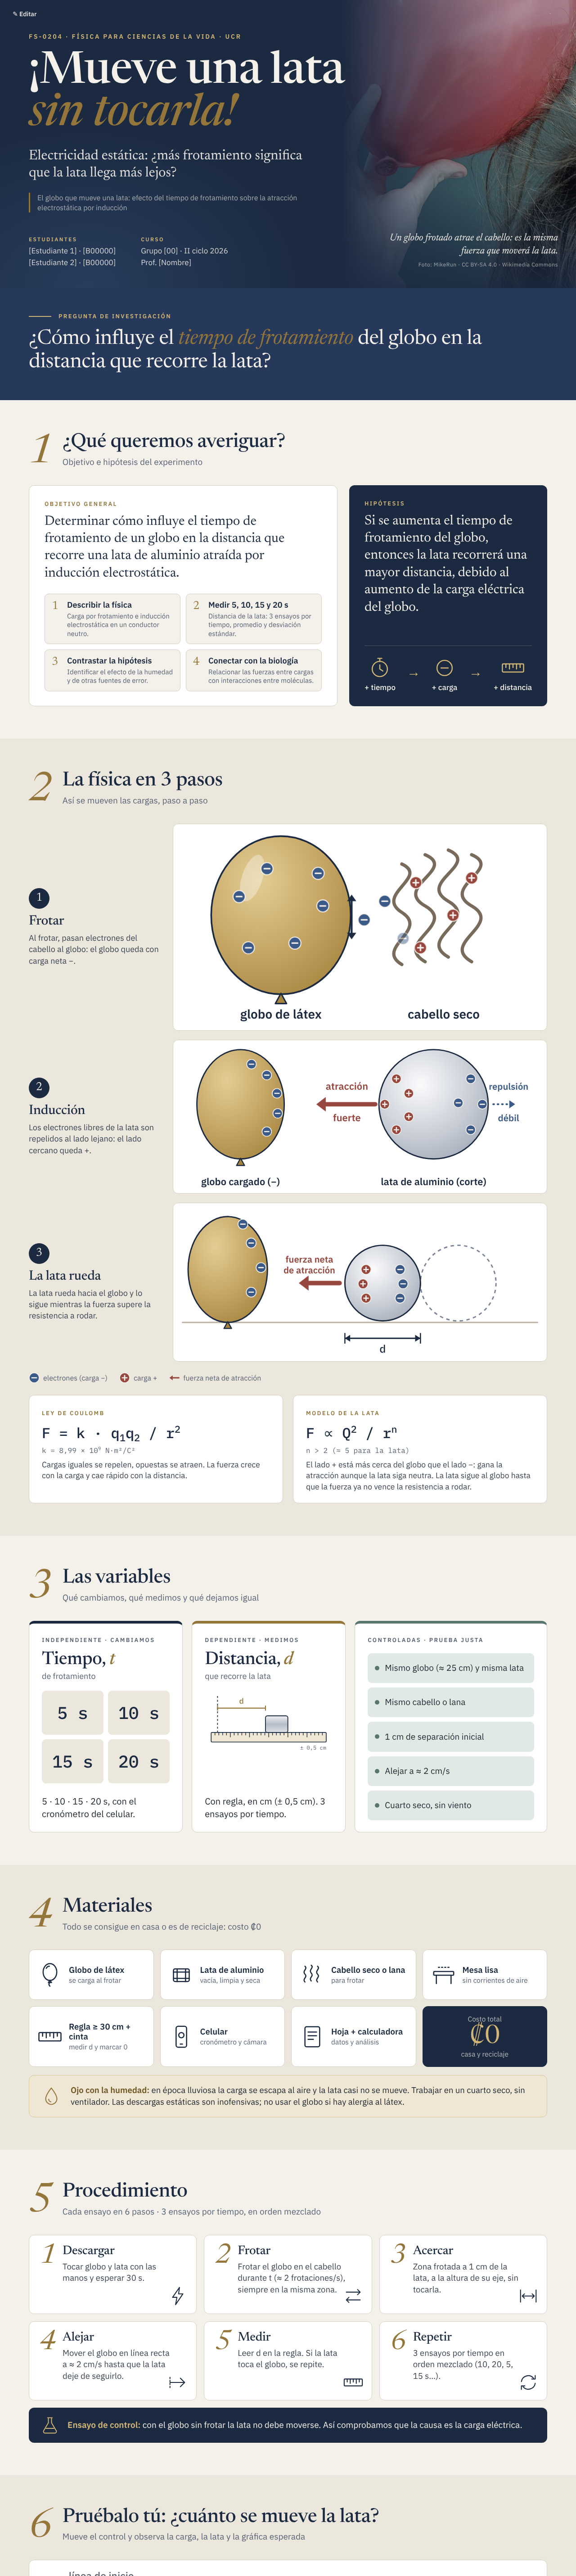 ✎ Editar
FS-0204 · FÍSICA PARA CIENCIAS DE LA VIDA · UCR
¡Mueve una lata
sin tocarla!
Electricidad estática: ¿más frotamiento significa
que la lata llega más lejos?
El globo que mueve una lata: efecto del tiempo de frotamiento sobre la atracción
electrostática por inducción
ESTUDIANTES
[Estudiante 1] · [B00000]
[Estudiante 2] · [B00000]
CURSO
Grupo [00] · II ciclo 2026
Prof. [Nombre]
Un globo frotado atrae el cabello: es la misma
fuerza que moverá la lata.
Foto: MikeRun · CC BY-SA 4.0 · Wikimedia Commons
PREGUNTA DE INVESTIGACIÓN
¿Cómo influye el tiempo de frotamiento del globo en la
distancia que recorre la lata?
1 ¿Qué queremos averiguar?
Objetivo e hipótesis del experimento
OBJETIVO GENERAL
Determinar cómo influye el tiempo de
frotamiento de un globo en la distancia que
recorre una lata de aluminio atraída por
inducción electrostática.
1 Describir la física
Carga por frotamiento e inducción
electrostática en un conductor
neutro.
2 Medir 5, 10, 15 y 20 s
Distancia de la lata: 3 ensayos por
tiempo, promedio y desviación
estándar.
3 Contrastar la hipótesis
Identificar el efecto de la humedad
y de otras fuentes de error.
4 Conectar con la biología
Relacionar las fuerzas entre cargas
con interacciones entre moléculas.
HIPÓTESIS
Si se aumenta el tiempo de
frotamiento del globo,
entonces la lata recorrerá una
mayor distancia, debido al
aumento de la carga eléctrica
del globo.
+ tiempo → + carga → + distancia
2 La física en 3 pasos
Así se mueven las cargas, paso a paso
1
Frotar
Al frotar, pasan electrones del
cabello al globo: el globo queda con
carga neta −.
globo de látex
cabello seco
2
Inducción
Los electrones libres de la lata son
repelidos al lado lejano: el lado
cercano queda +.
atracción
fuerte
repulsión
débil
globo cargado (−)
lata de aluminio (corte)
3
La lata rueda
La lata rueda hacia el globo y lo
sigue mientras la fuerza supere la
resistencia a rodar.
fuerza neta
de atracción
d
electrones (carga −)
carga +
fuerza neta de atracción
LEY DE COULOMB
F = k · q₁q₂ / r²
k = 8,99 × 10⁹ N·m²/C²
Cargas iguales se repelen, opuestas se atraen. La fuerza crece
con la carga y cae rápido con la distancia.
MODELO DE LA LATA
F ∝ Q² / rⁿ
n > 2 (≈ 5 para la lata)
El lado + está más cerca del globo que el lado −: gana la
atracción aunque la lata siga neutra. La lata sigue al globo hasta
que la fuerza ya no vence la resistencia a rodar.
3 Las variables
Qué cambiamos, qué medimos y qué dejamos igual
INDEPENDIENTE · CAMBIAMOS
Tiempo, t
de frotamiento
5 s
10 s
15 s
20 s
5 · 10 · 15 · 20 s, con el
cronómetro del celular.
DEPENDIENTE · MEDIMOS
Distancia, d
que recorre la lata
d
± 0,5 cm
Con regla, en cm (± 0,5 cm). 3
ensayos por tiempo.
CONTROLADAS · PRUEBA JUSTA
Mismo globo (≈ 25 cm) y misma lata
Mismo cabello o lana
1 cm de separación inicial
Alejar a ≈ 2 cm/s
Cuarto seco, sin viento
4 Materiales
Todo se consigue en casa o es de reciclaje: costo ₡0
Globo de látex
se carga al frotar
Lata de aluminio
vacía, limpia y seca
Cabello seco o lana
para frotar
Mesa lisa
sin corrientes de aire
Regla ≥ 30 cm +
cinta
medir d y marcar 0
Celular
cronómetro y cámara
Hoja + calculadora
datos y análisis
Costo total
₡0
casa y reciclaje
Ojo con la humedad: en época lluviosa la carga se escapa al aire y la lata casi no se mueve. Trabajar en un cuarto seco, sin
ventilador. Las descargas estáticas son inofensivas; no usar el globo si hay alergia al látex.
5 Procedimiento
Cada ensayo en 6 pasos · 3 ensayos por tiempo, en orden mezclado
1 Descargar
Tocar globo y lata con las
manos y esperar 30 s.
2 Frotar
Frotar el globo en el cabello
durante t (≈ 2 frotaciones/s),
siempre en la misma zona.
3 Acercar
Zona frotada a 1 cm de la
lata, a la altura de su eje, sin
tocarla.
4 Alejar
Mover el globo en línea recta
a ≈ 2 cm/s hasta que la lata
deje de seguirlo.
5 Medir
Leer d en la regla. Si la lata
toca el globo, se repite.
6 Repetir
3 ensayos por tiempo en
orden mezclado (10, 20, 5,
15 s…).
Ensayo de control: con el globo sin frotar la lata no debe moverse. Así comprobamos que la causa es la carga eléctrica.
6 Pruébalo tú: ¿cuánto se mueve la lata?
Mueve el control y observa la carga, la lata y la gráfica esperada
línea de inicio